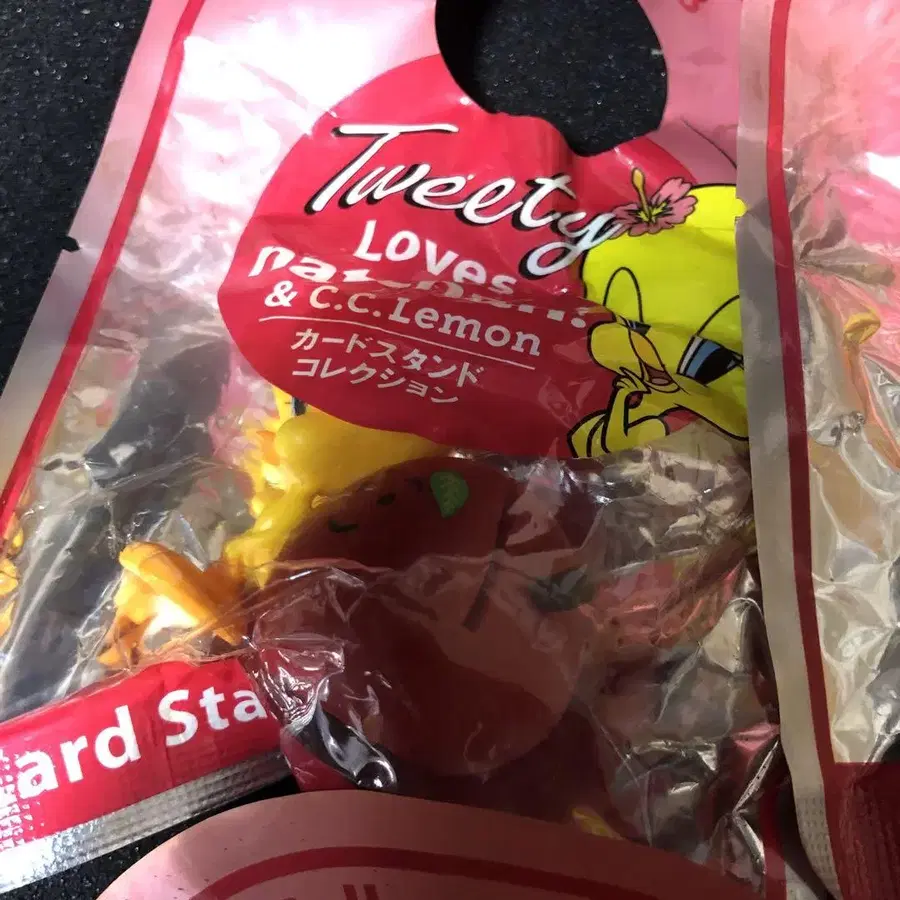 Tweety
Loves
& C.C. Lemon
カードスタンド
コレクション
ard Sta